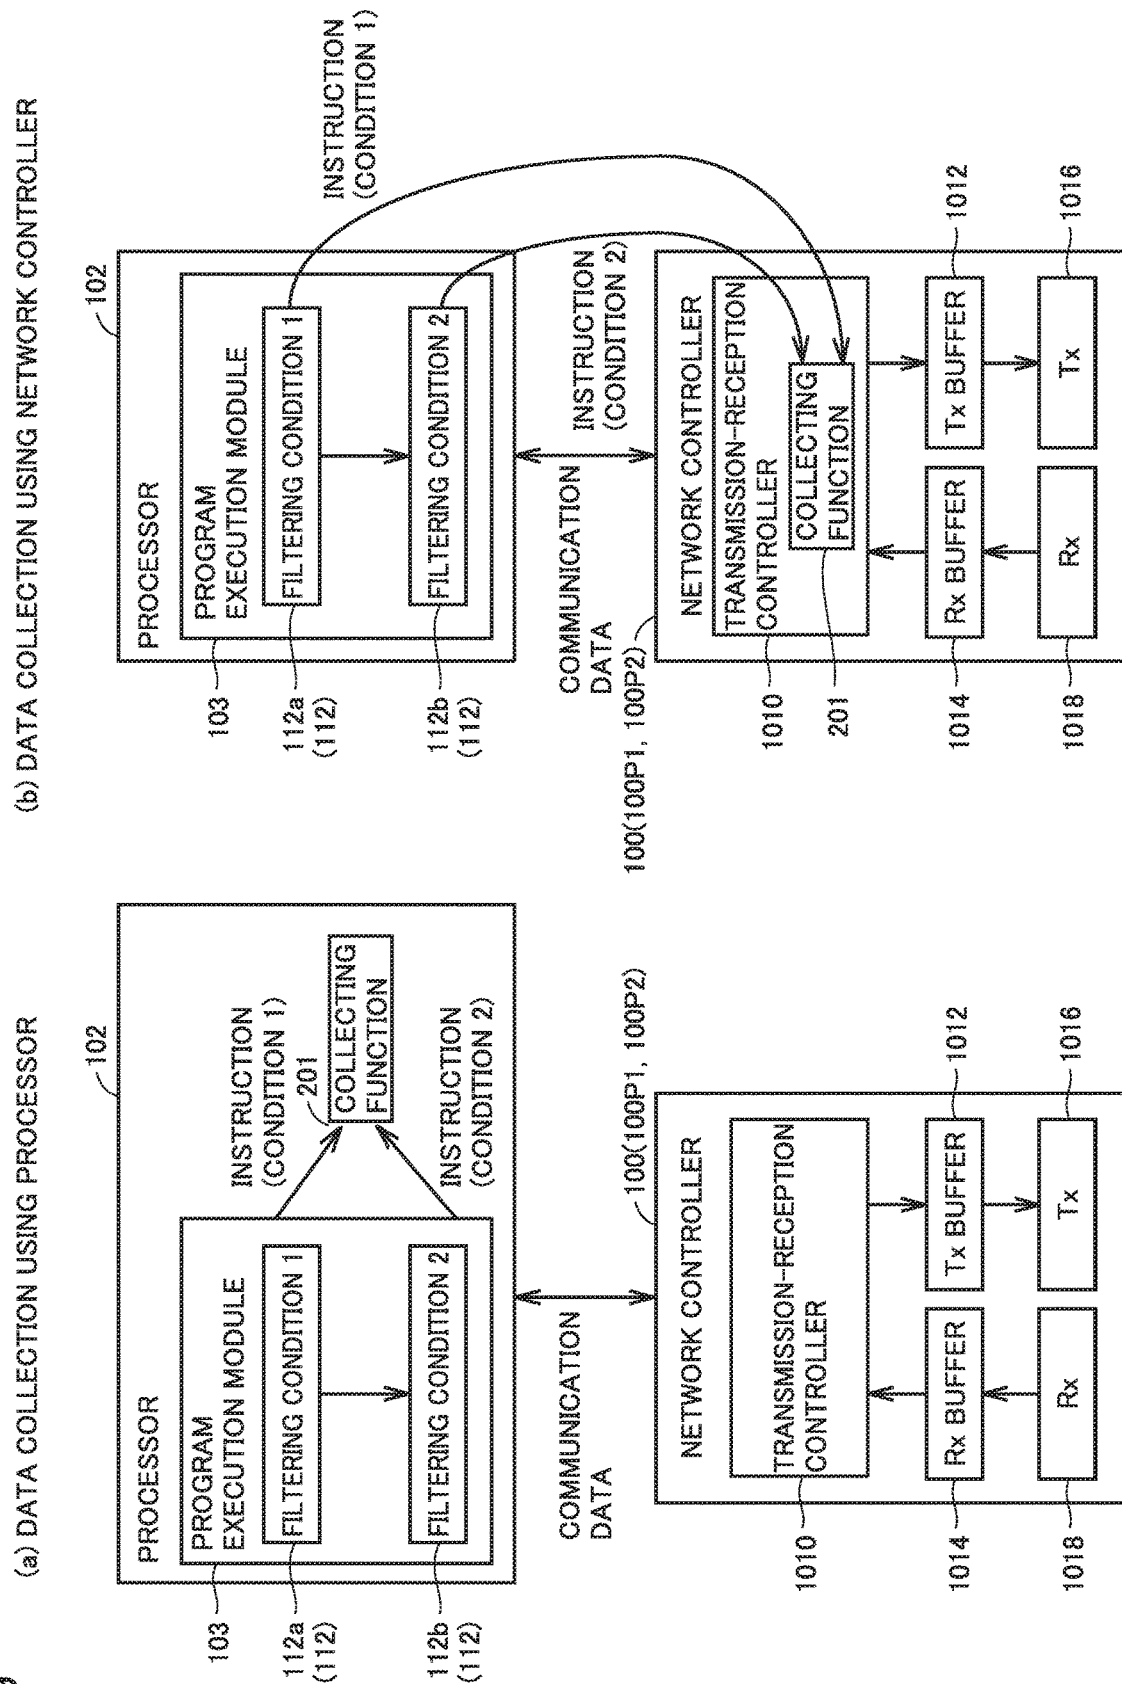 (a) DATA COLLECTION USING PROCESSOR
102
PROCESSOR
103
PROGRAM
EXECUTION MODULE
112a
(112)
FILTERING CONDITION 1
112b
(112)
FILTERING CONDITION 2
INSTRUCTION
(CONDITION 1)
201
COLLECTING
FUNCTION
INSTRUCTION
(CONDITION 2)
COMMUNICATION
DATA
100(100P1, 100P2)
NETWORK CONTROLLER
1010
TRANSMISSION-RECEPTION
CONTROLLER
1014
Rx BUFFER
Tx BUFFER
1012
1018
Rx
Tx
1016
(b) DATA COLLECTION USING NETWORK CONTROLLER
102
PROCESSOR
103
PROGRAM
EXECUTION MODULE
112a
(112)
FILTERING CONDITION 1
112b
(112)
FILTERING CONDITION 2
INSTRUCTION
(CONDITION 1)
COMMUNICATION
DATA
INSTRUCTION
(CONDITION 2)
100(100P1, 100P2)
NETWORK CONTROLLER
1010
TRANSMISSION-RECEPTION
CONTROLLER
201
COLLECTING
FUNCTION
1014
Rx BUFFER
Tx BUFFER
1012
1018
Rx
Tx
1016